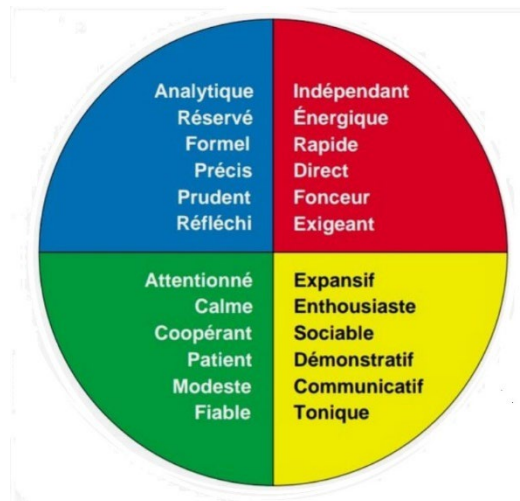 Analytique
Réservé
Formel
Précis
Prudent
Réfléchi
Indépendant
Énergique
Rapide
Direct
Fonceur
Exigeant
Attentionné
Calme
Coopérant
Patient
Modeste
Fiable
Expansif
Enthousiaste
Sociable
Démonstratif
Communicatif
Tonique